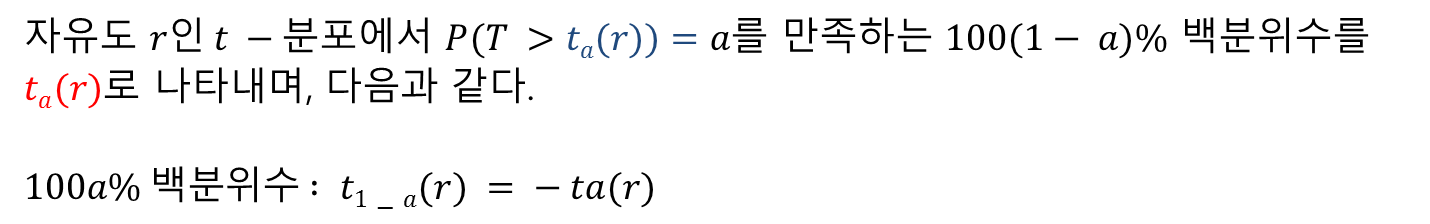 자유도 r인 t − 분포에서 P(T > tₐ(r)) = a를 만족하는 100(1 − a)% 백분위수를
tₐ(r)로 나타내며, 다음과 같다.
100a% 백분위수 : t₁ ₋ ₐ(r) = − ta(r)